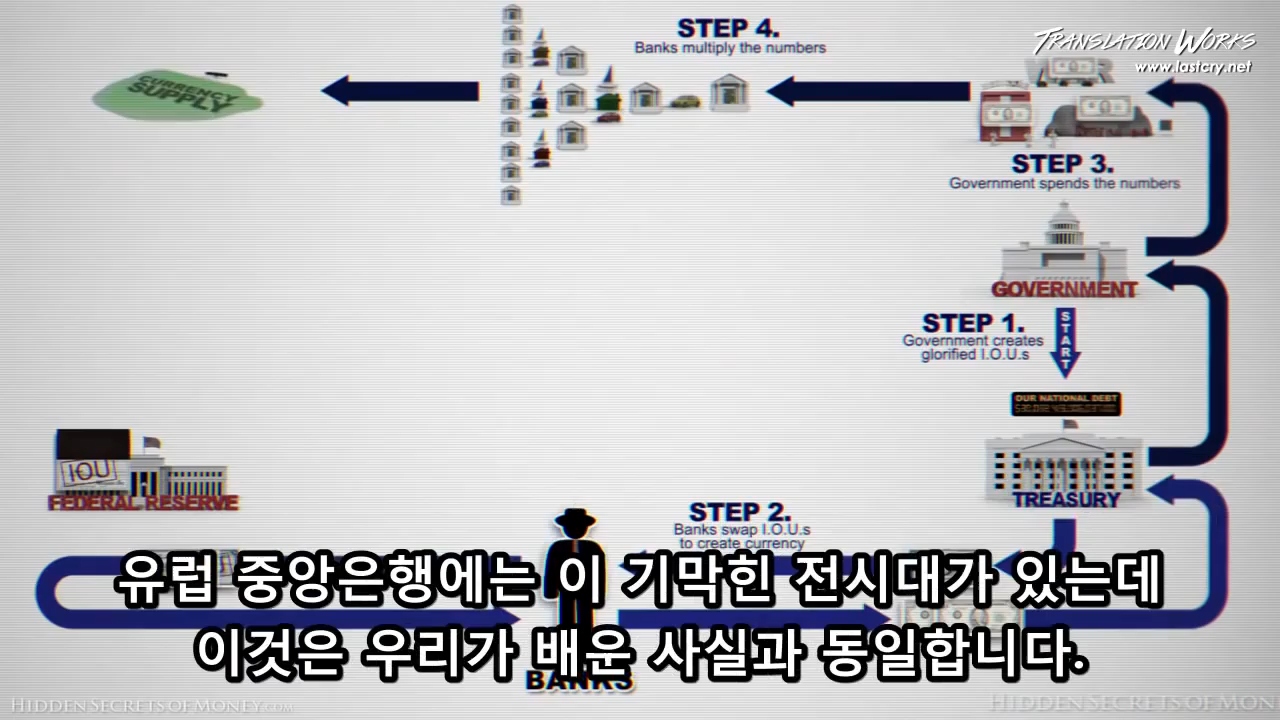 STEP 4.
Banks multiply the numbers
TRANSLATION WORKS
www.lastcry.net
CURRENCY
SUPPLY
WAR
STEP 3.
Government spends the numbers
GOVERNMENT
STEP 1.
Government creates
glorified I.O.U.s
START
OUR NATIONAL DEBT
TREASURY
IOU
FEDERAL RESERVE
STEP 2.
Banks swap I.O.U.s
to create currency
유럽 중앙은행에는 이 기막힌 전시대가 있는데
이것은 우리가 배운 사실과 동일합니다.
BANKS
HIDDEN SECRETS OF MONEY.COM
HIDDEN SECRETS OF MON